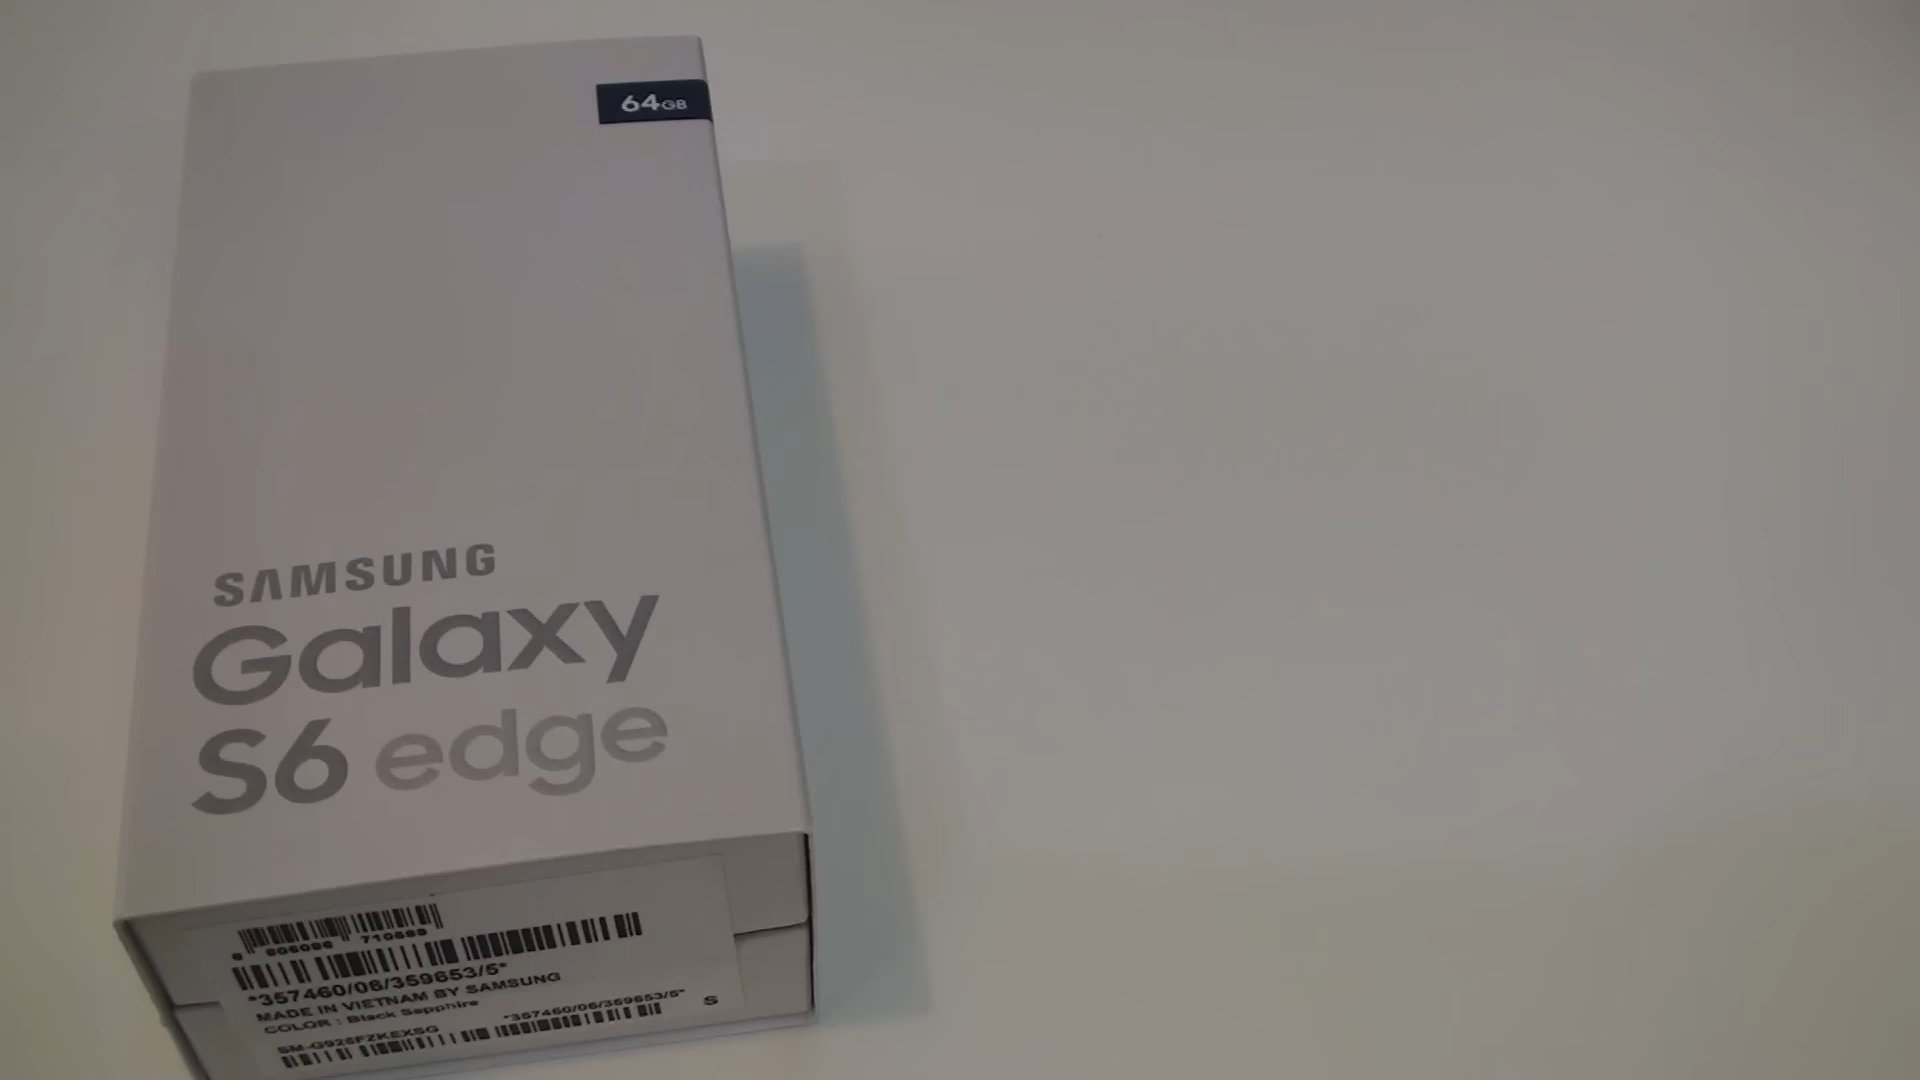 64GB
SAMSUNG
Galaxy
S6 edge
*357460/06/359653/5*
MADE IN VIETNAM BY SAMSUNG
COLOR : Black Sapphire
*357460/06/359653/5*
S